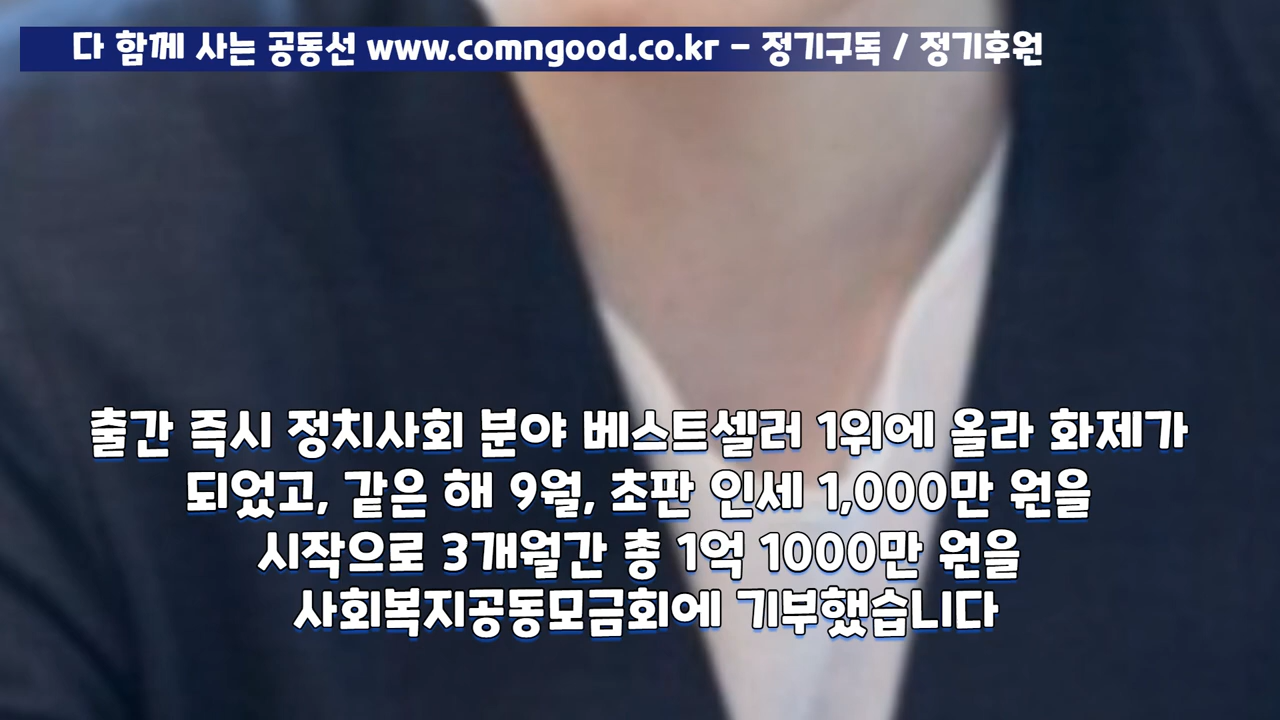 다 함께 사는 공동선 www.comngood.co.kr - 정기구독 / 정기후원
출간 즉시 정치사회 분야 베스트셀러 1위에 올라 화제가
되었고, 같은 해 9월, 초판 인세 1,000만 원을
시작으로 3개월간 총 1억 1000만 원을
사회복지공동모금회에 기부했습니다